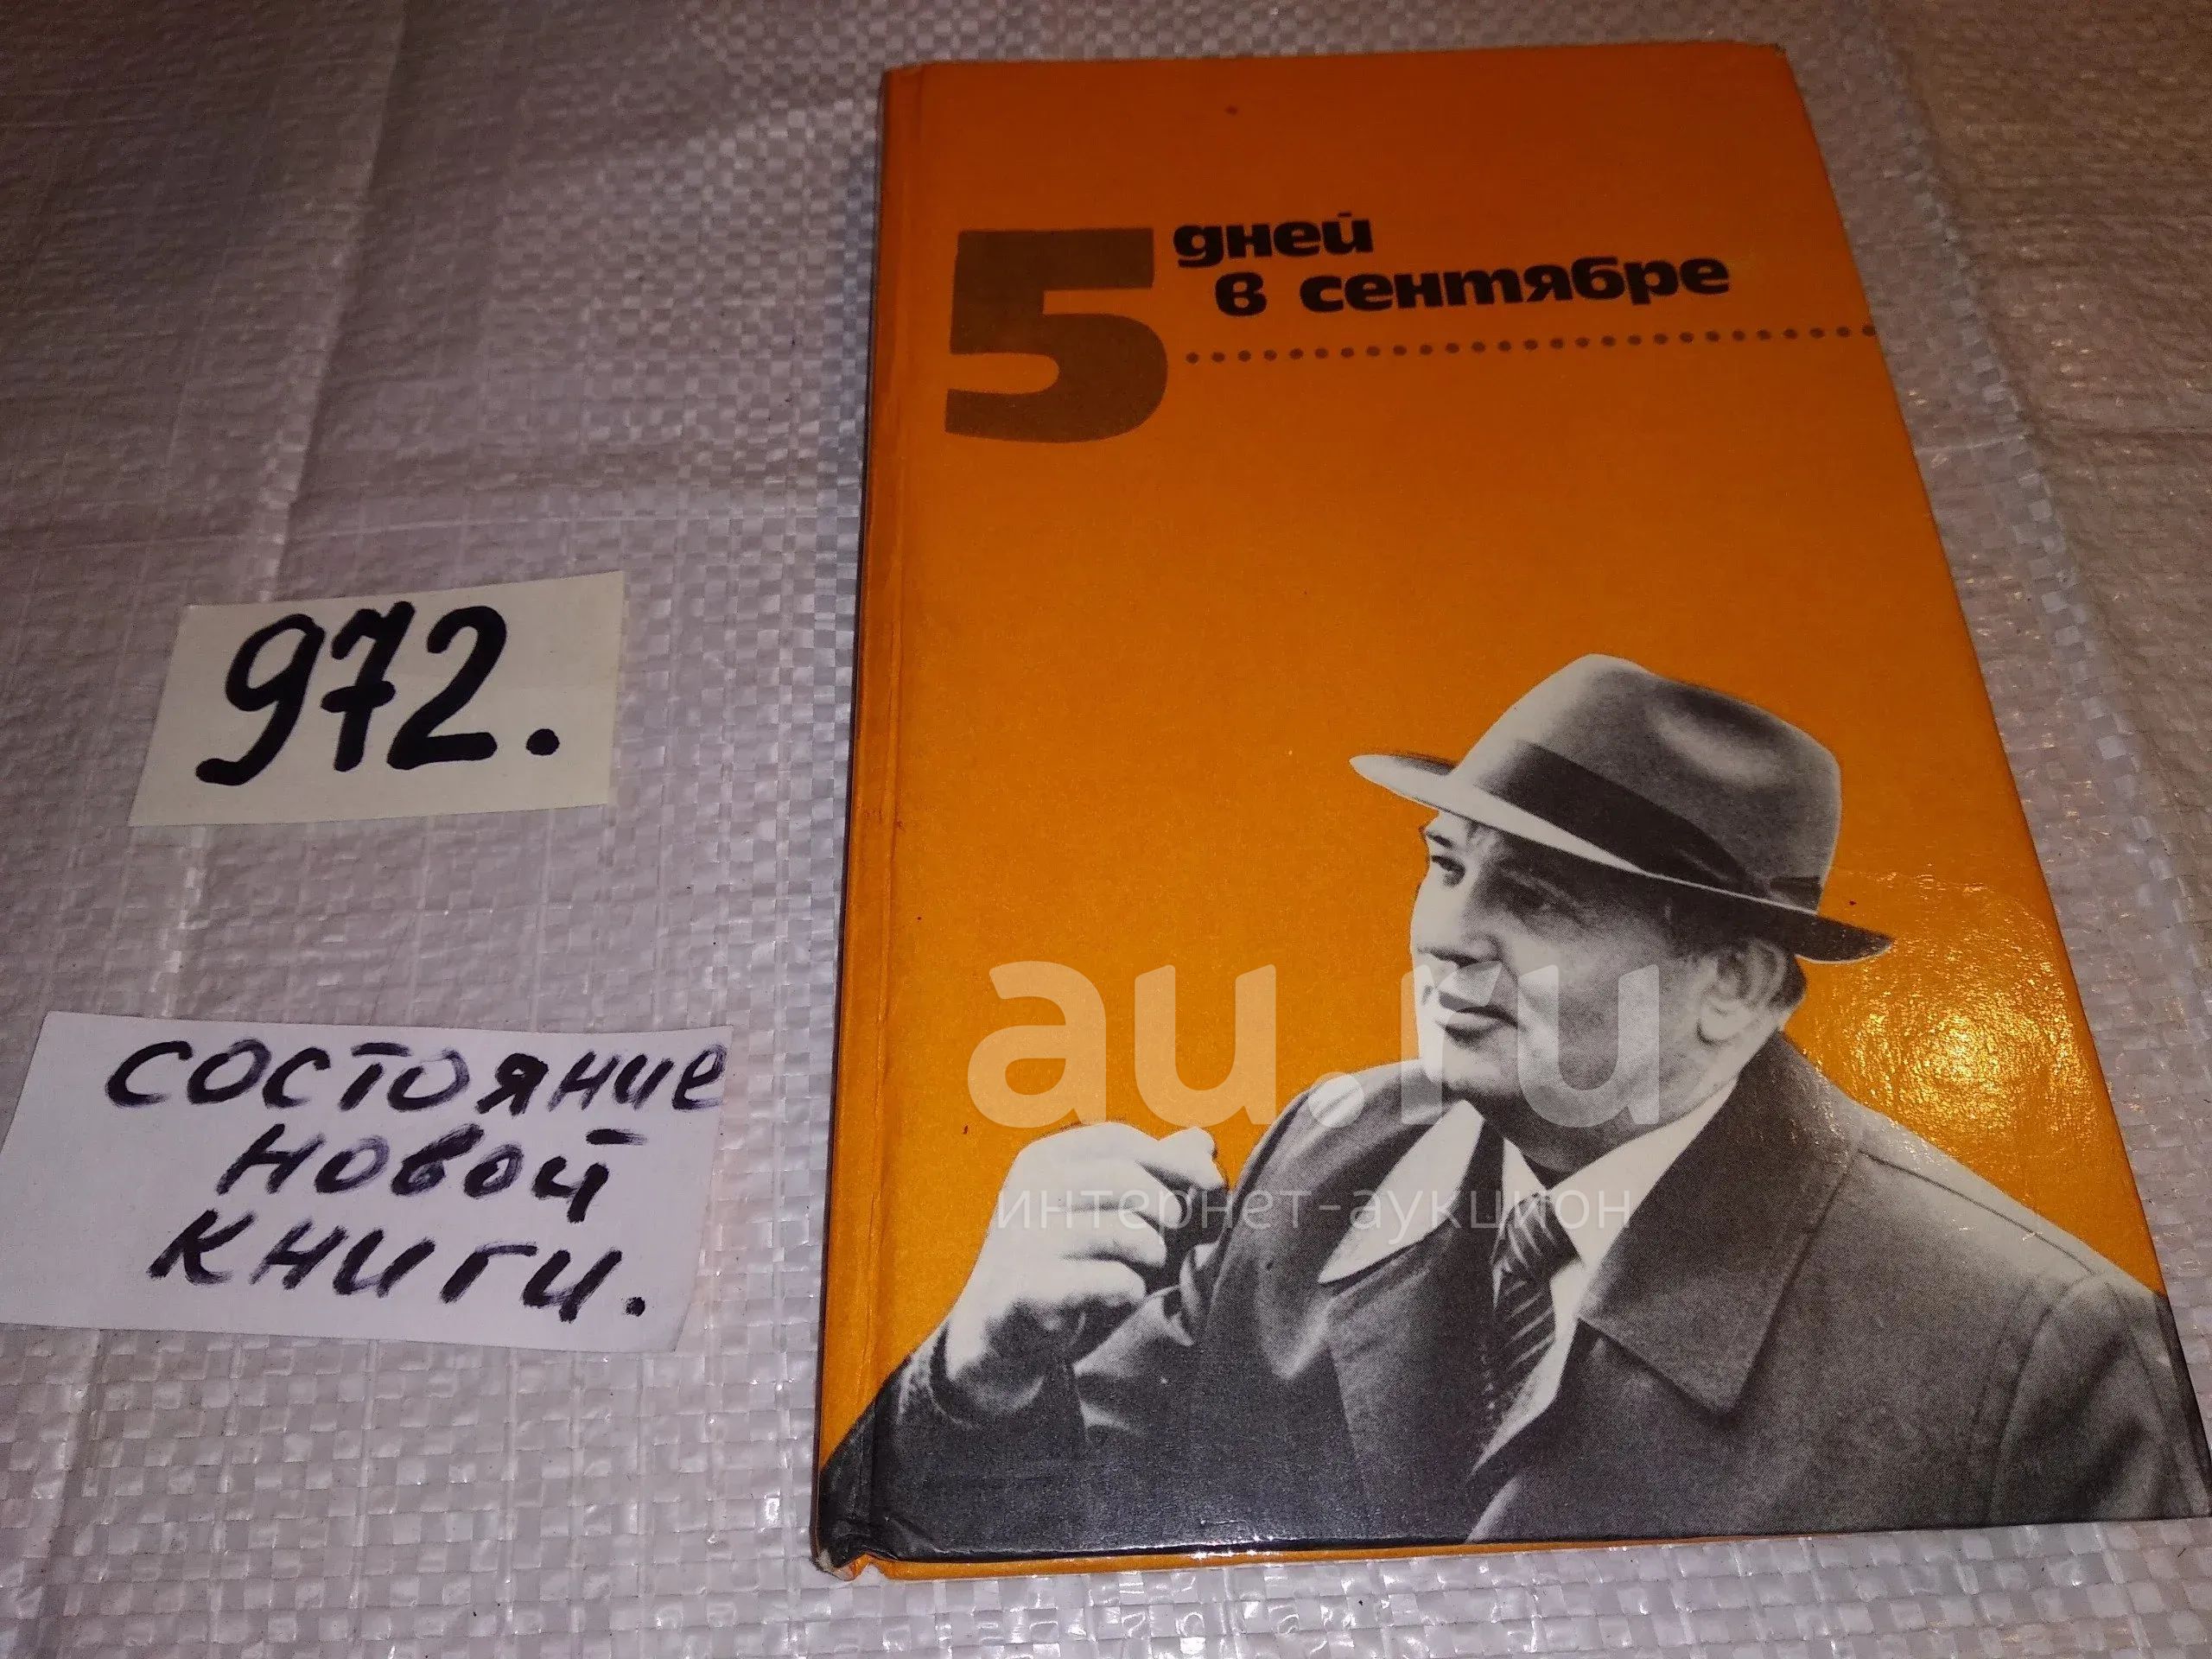 5 дней
в сентябре
972.
состояние
новой
книги.
au.ru
интернет-аукцион